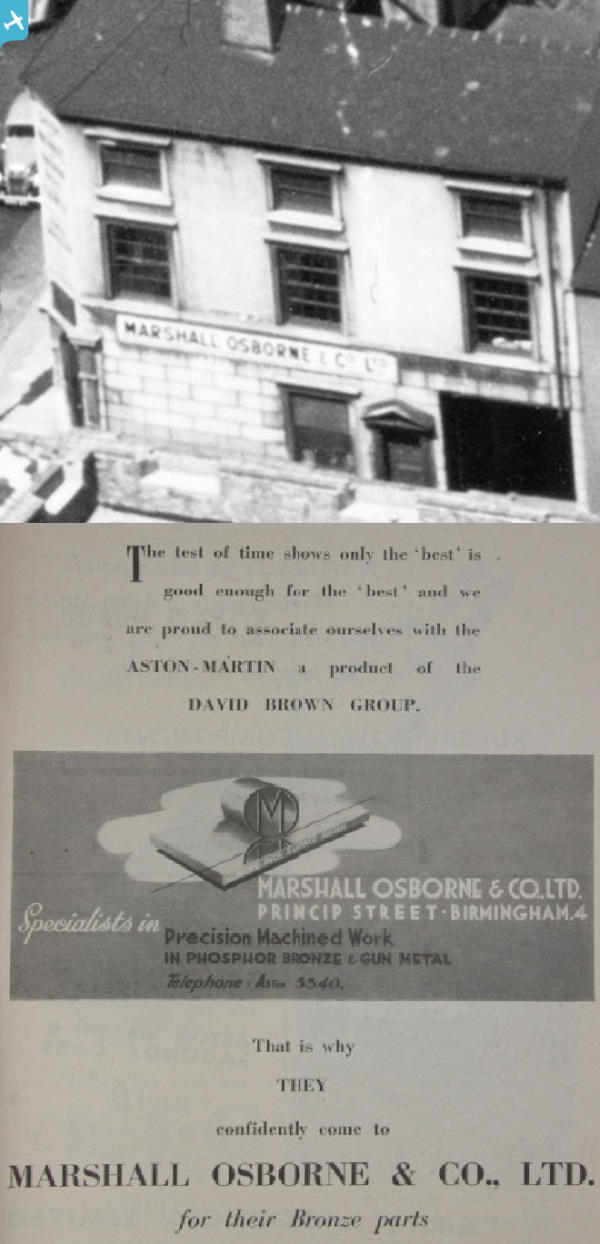 MARSHALL OSBORNE & Co LTD
The test of time shows only the 'best' is
good enough for the 'best' and we
are proud to associate ourselves with the
ASTON-MARTIN a product of the
DAVID BROWN GROUP.
M
MARSHALL OSBORNE & CO., LTD.
PRINCIP STREET · BIRMINGHAM.4
Specialists in
Precision Machined Work
IN PHOSPHOR BRONZE & GUN METAL
Telephone: ASTon 3340.
That is why
THEY
confidently come to
MARSHALL OSBORNE & CO., LTD.
for their Bronze parts